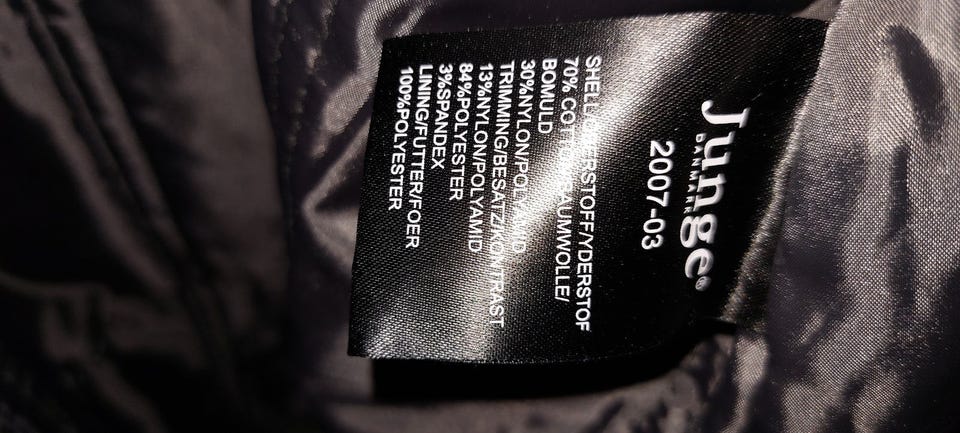 Junge®
DANMARK
2007-03
SHELL/OBERSTOFF/YDERSTOF
70% COTTON/BAUMWOLLE/
BOMULD
30%NYLON/POLYAMID
TRIMMING/BESATZ/KONTRAST
13%NYLON/POLYAMID
84%POLYESTER
3%SPANDEX
LINING/FUTTER/FOER
100%POLYESTER